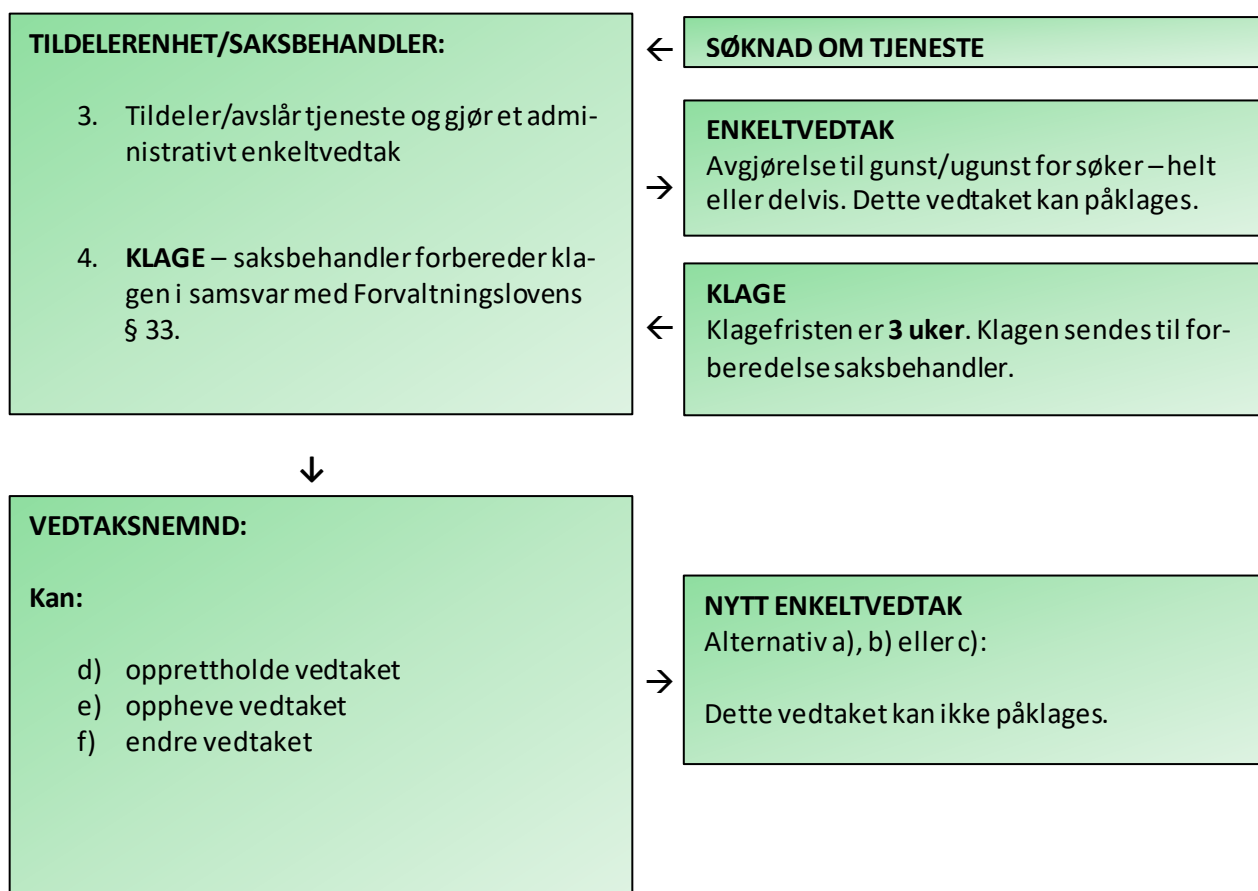 TILDELERENHET/SAKSBEHANDLER:
3. Tildeler/avslår tjeneste og gjør et admi-
nistrativt enkeltvedtak
4. KLAGE – saksbehandler forbereder kla-
gen i samsvar med Forvaltningslovens
§ 33.
← SØKNAD OM TJENESTE
→ ENKELTVEDTAK
Avgjørelse til gunst/ugunst for søker – helt
eller delvis. Dette vedtaket kan påklages.
← KLAGE
Klagefristen er 3 uker. Klagen sendes til for-
beredelse saksbehandler.
↓
VEDTAKSNEMND:
Kan:
d) opprettholde vedtaket
e) oppheve vedtaket
f) endre vedtaket
→ NYTT ENKELTVEDTAK
Alternativ a), b) eller c):
Dette vedtaket kan ikke påklages.